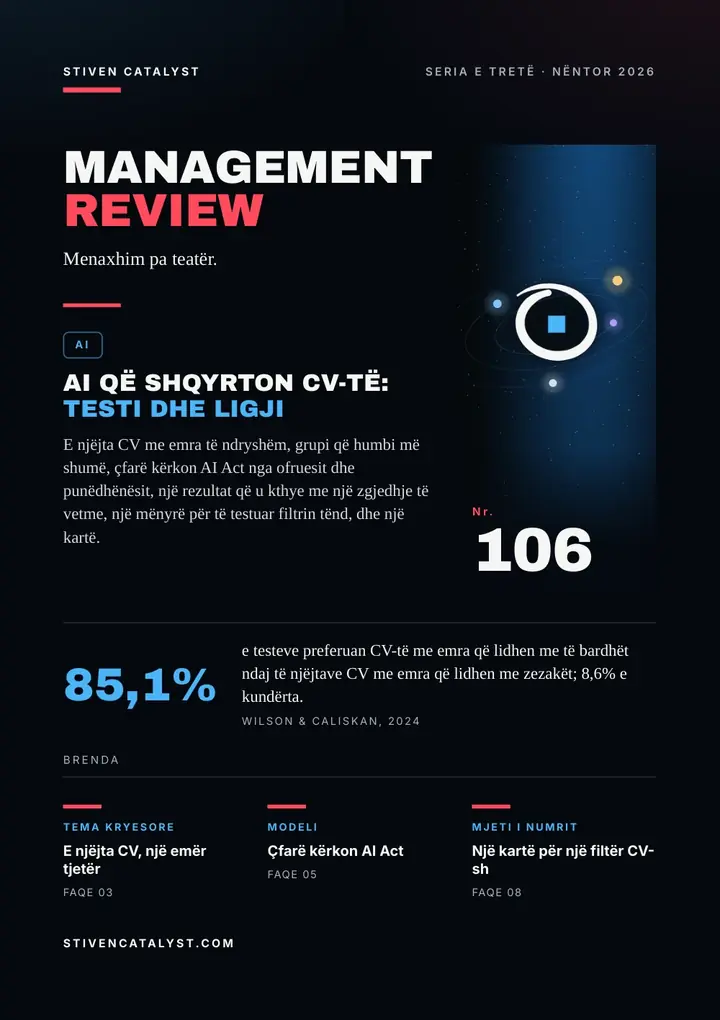 STIVEN CATALYST
SERIA E TRETË · NËNTOR 2026
MANAGEMENT
REVIEW
Menaxhim pa teatër.
AI
AI QË SHQYRTON CV-TË:
TESTI DHE LIGJI
E njëjta CV me emra të ndryshëm, grupi që humbi më
shumë, çfarë kërkon AI Act nga ofruesit dhe
punëdhënësit, një rezultat që u kthye me një zgjedhje të
vetme, një mënyrë për të testuar filtrin tënd, dhe një
kartë.
Nr.
106
85,1%
e testeve preferuan CV-të me emra që lidhen me të bardhët
ndaj të njëjtave CV me emra që lidhen me zezakët; 8,6% e
kundërta.
WILSON & CALISKAN, 2024
BRENDA
TEMA KRYESORE
E njëjta CV, një emër
tjetër
FAQE 03
MODELI
Çfarë kërkon AI Act
FAQE 05
MJETI I NUMRIT
Një kartë për një filtër CV-
sh
FAQE 08
STIVENCATALYST.COM